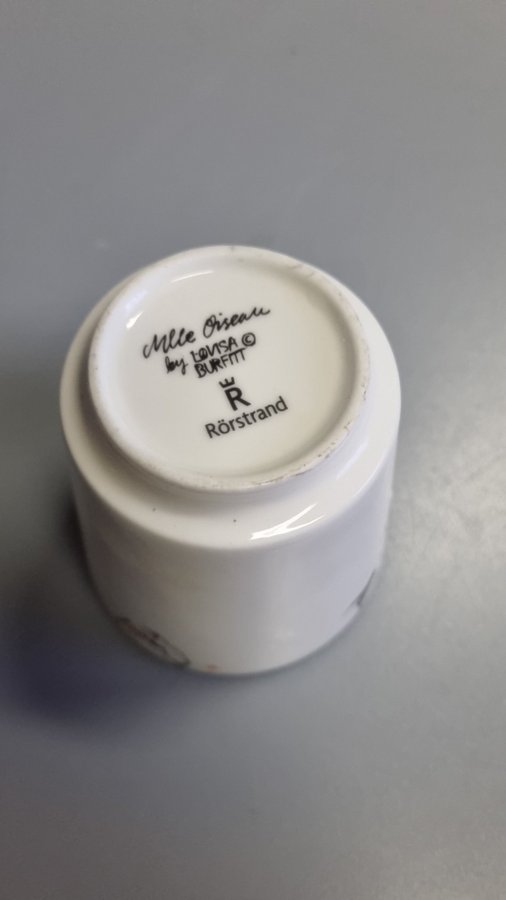 Mlle Oiseau
by LOVISA ©
BURFITT
R
Rörstrand